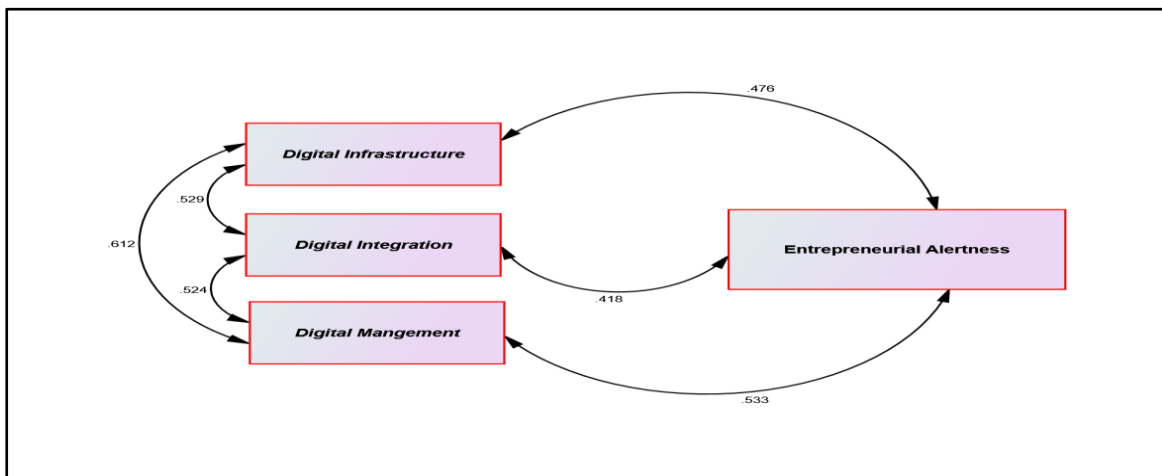 .476
Digital Infrastructure
.529
Digital Integration
Entrepreneurial Alertness
.612
.524
.418
Digital Mangement
.533